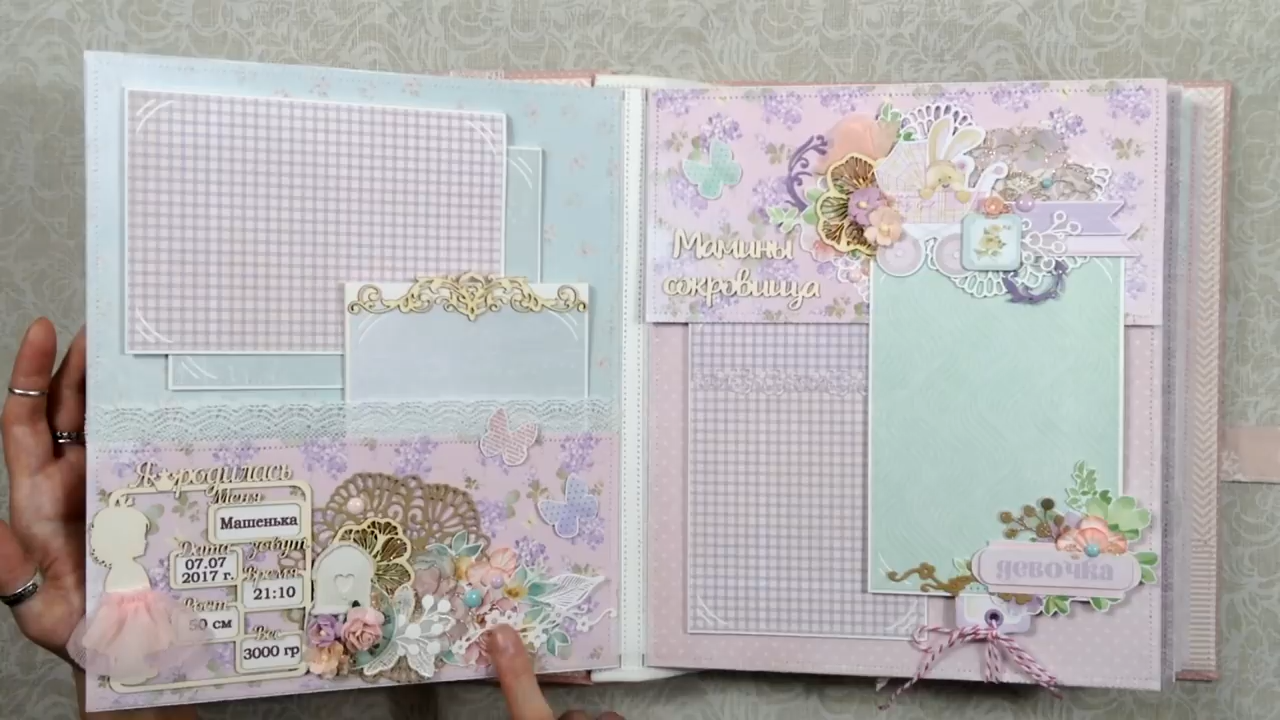 Я родилась
Меня
Машенька
зовут
Дата
07.07
2017 г.
Время
21:10
Рост
50 см
Вес
3000 гр
Мамины
сокровища
девочка